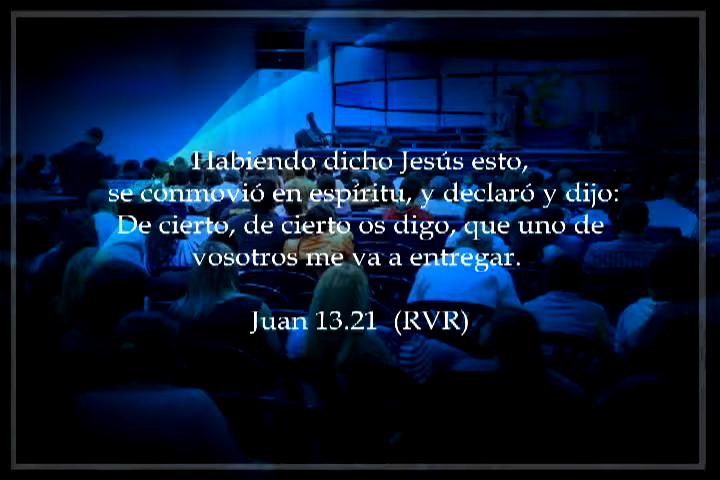 Habiendo dicho Jesús esto,
se conmovió en espíritu, y declaró y dijo:
De cierto, de cierto os digo, que uno de
vosotros me va a entregar.
Juan 13.21 (RVR)